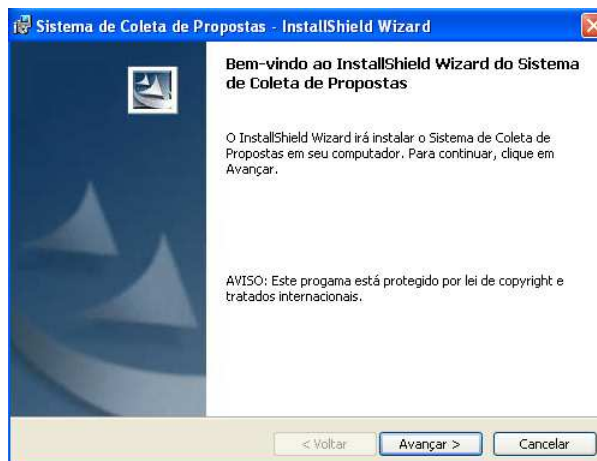 Sistema de Coleta de Propostas - InstallShield Wizard
Bem-vindo ao InstallShield Wizard do Sistema
de Coleta de Propostas
O InstallShield Wizard irá instalar o Sistema de Coleta de
Propostas em seu computador. Para continuar, clique em
Avançar.
AVISO: Este progama está protegido por lei de copyright e
tratados internacionais.
< Voltar
Avançar >
Cancelar